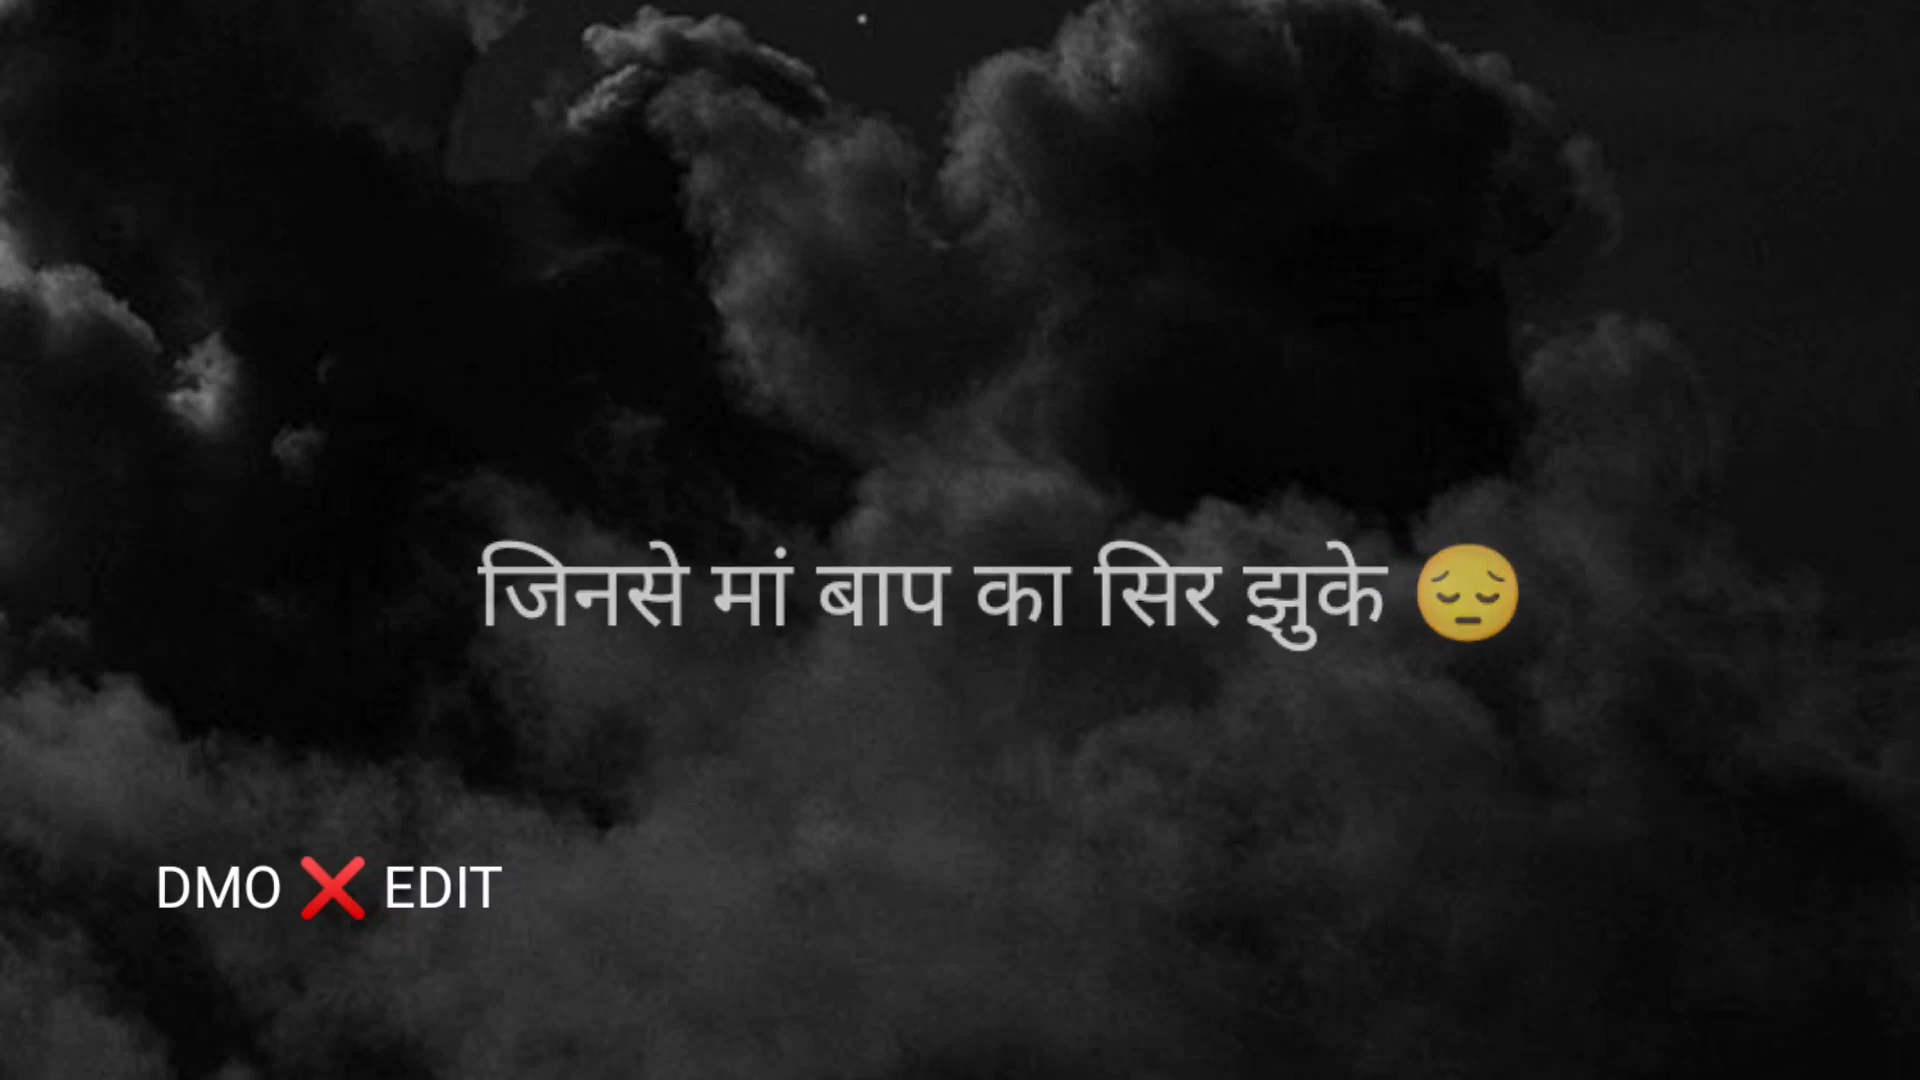 जिनसे मां बाप का सिर झुके 😔
DMO ❌ EDIT